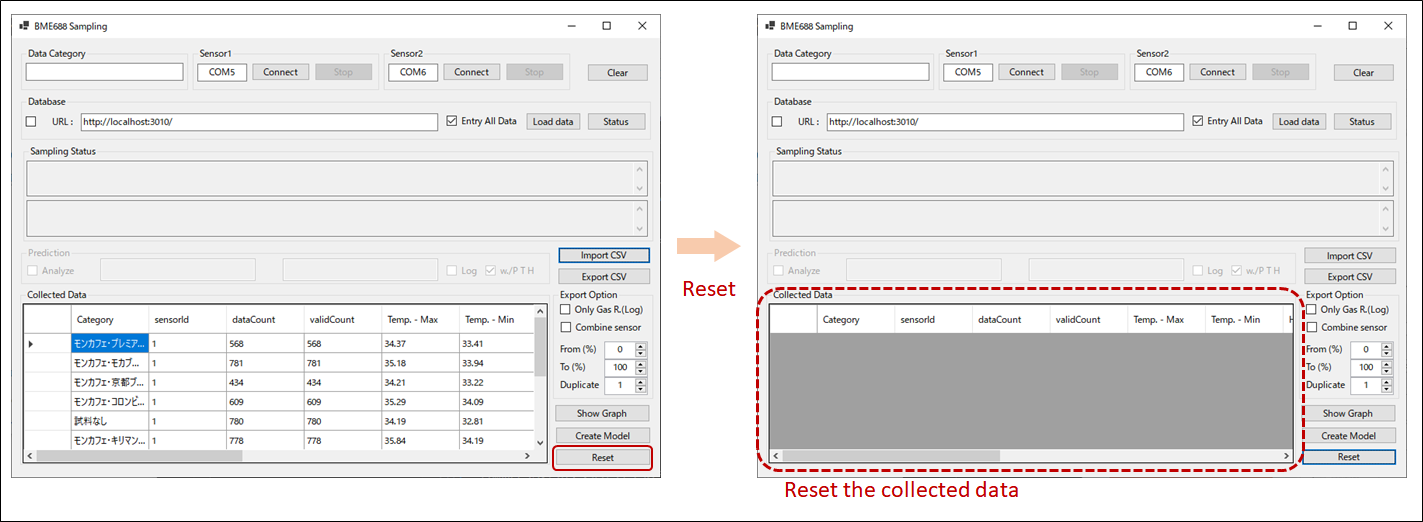 BME688 Sampling
Data Category
Sensor1
COM5 Connect Stop
Sensor2
COM6 Connect Stop
Clear
Database
URL : http://localhost:3010/
Entry All Data
Load data
Status
Sampling Status
Prediction
Analyze
Log
w./P T H
Import CSV
Export CSV
Collected Data
Category sensorId dataCount validCount Temp. - Max Temp. - Min
モンカフェ・プレミア... 1 568 568 34.37 33.41
モンカフェ・モカブ... 1 781 781 35.18 33.94
モンカフェ・京都ブ... 1 434 434 34.21 33.22
モンカフェ・コロンビ... 1 609 609 35.29 34.09
試料なし 1 780 780 34.19 32.81
モンカフェ・キリマン... 1 778 778 35.84 34.19
Export Option
Only Gas R.(Log)
Combine sensor
From (%) 0
To (%) 100
Duplicate 1
Show Graph
Create Model
Reset
Reset
BME688 Sampling
Data Category
Sensor1
COM5 Connect Stop
Sensor2
COM6 Connect Stop
Clear
Database
URL : http://localhost:3010/
Entry All Data
Load data
Status
Sampling Status
Prediction
Analyze
Log
w./P T H
Import CSV
Export CSV
Collected Data
Category sensorId dataCount validCount Temp. - Max Temp. - Min
Export Option
Only Gas R.(Log)
Combine sensor
From (%) 0
To (%) 100
Duplicate 1
Show Graph
Create Model
Reset
Reset the collected data